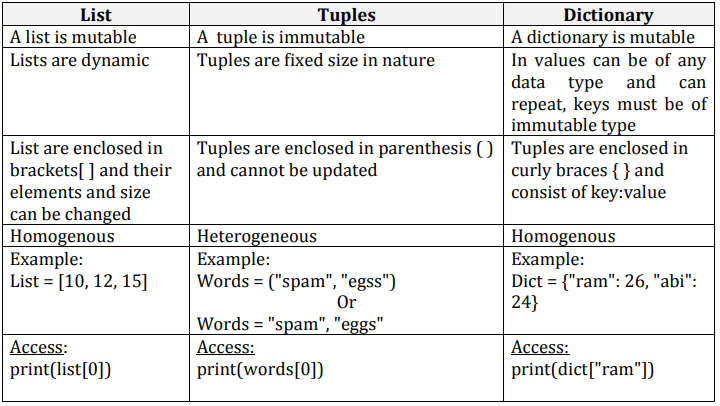 List
Tuples
Dictionary
A list is mutable
A tuple is immutable
A dictionary is mutable
Lists are dynamic
Tuples are fixed size in nature
In values can be of any
data type and can
repeat, keys must be of
immutable type
List are enclosed in
brackets[ ] and their
elements and size
can be changed
Tuples are enclosed in parenthesis ( )
and cannot be updated
Tuples are enclosed in
curly braces { } and
consist of key:value
Homogenous
Heterogeneous
Homogenous
Example:
List = [10, 12, 15]
Example:
Words = ("spam", "egss")
Or
Words = "spam", "eggs"
Example:
Dict = {"ram": 26, "abi":
24}
Access:
print(list[0])
Access:
print(words[0])
Access:
print(dict["ram"])